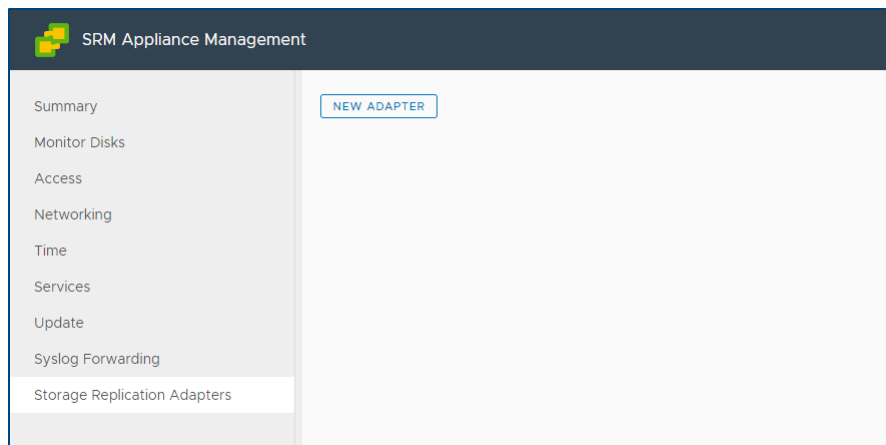 SRM Appliance Management
Summary
Monitor Disks
Access
Networking
Time
Services
Update
Syslog Forwarding
Storage Replication Adapters
NEW ADAPTER